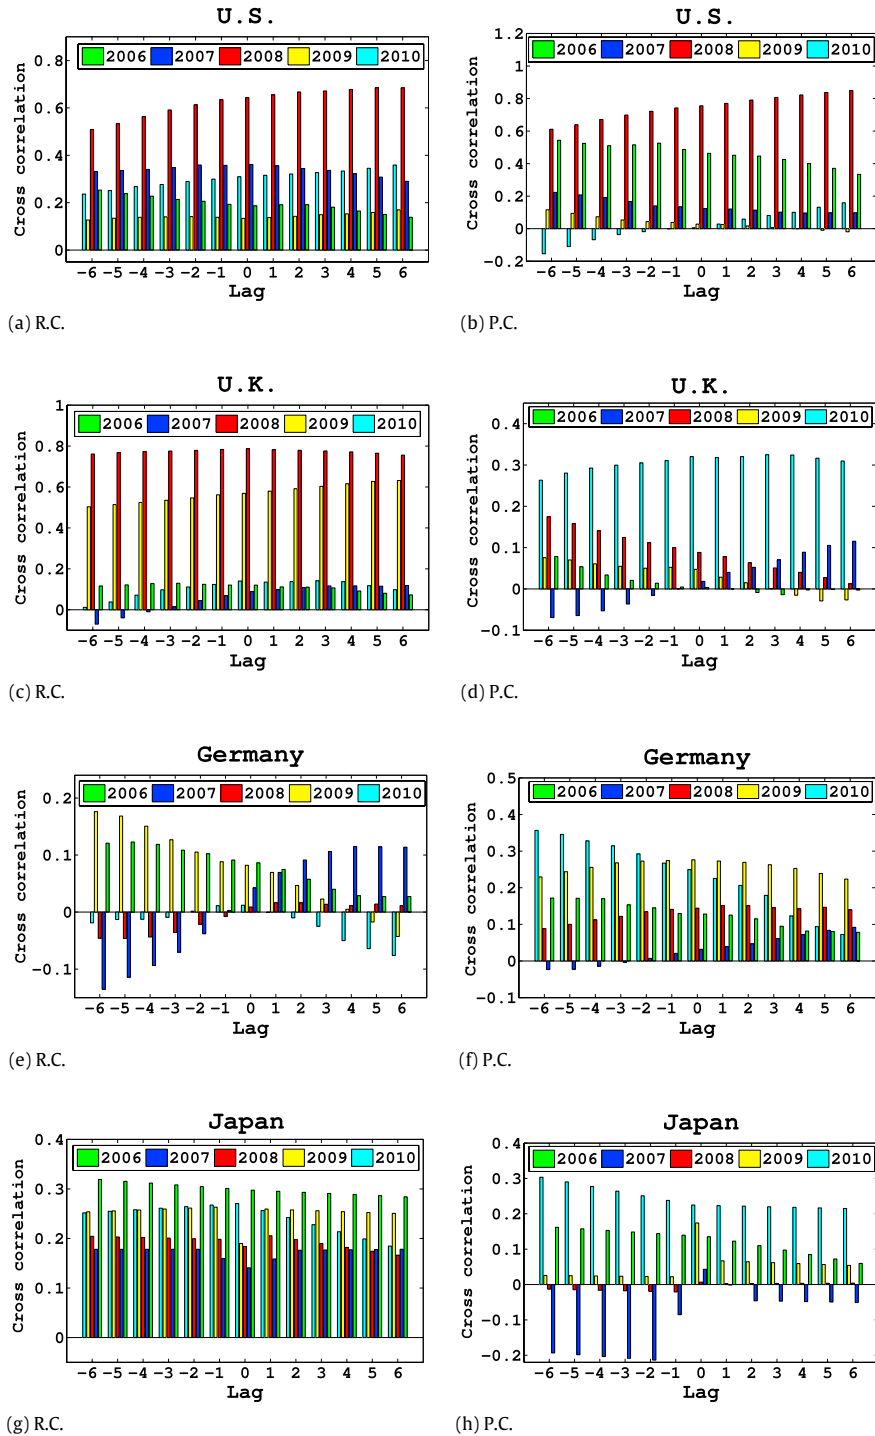 U.S.
0.8
0.6
0.4
0.2
0
Cross correlation
2006 2007 2008 2009 2010
-6 -5 -4 -3 -2 -1 0 1 2 3 4 5 6
Lag
(a) R.C.
U.S.
1.2
1
0.8
0.6
0.4
0.2
0
-0.2
Cross correlation
2006 2007 2008 2009 2010
-6 -5 -4 -3 -2 -1 0 1 2 3 4 5 6
Lag
(b) P.C.
U.K.
1
0.8
0.6
0.4
0.2
0
Cross correlation
2006 2007 2008 2009 2010
-6 -5 -4 -3 -2 -1 0 1 2 3 4 5 6
Lag
(c) R.C.
U.K.
0.4
0.3
0.2
0.1
0
-0.1
Cross correlation
2006 2007 2008 2009 2010
-6 -5 -4 -3 -2 -1 0 1 2 3 4 5 6
Lag
(d) P.C.
Germany
0.2
0.1
0
-0.1
Cross correlation
2006 2007 2008 2009 2010
-6 -5 -4 -3 -2 -1 0 1 2 3 4 5 6
Lag
(e) R.C.
Germany
0.5
0.4
0.3
0.2
0.1
0
0.1
Cross correlation
2006 2007 2008 2009 2010
-6 -5 -4 -3 -2 -1 0 1 2 3 4 5 6
Lag
(f) P.C.
Japan
0.4
0.3
0.2
0.1
0
Cross correlation
2006 2007 2008 2009 2010
-6 -5 -4 -3 -2 -1 0 1 2 3 4 5 6
Lag
(g) R.C.
Japan
0.4
0.3
0.2
0.1
0
-0.1
0.2
Cross correlation
2006 2007 2008 2009 2010
-6 -5 -4 -3 -2 -1 0 1 2 3 4 5 6
Lag
(h) P.C.